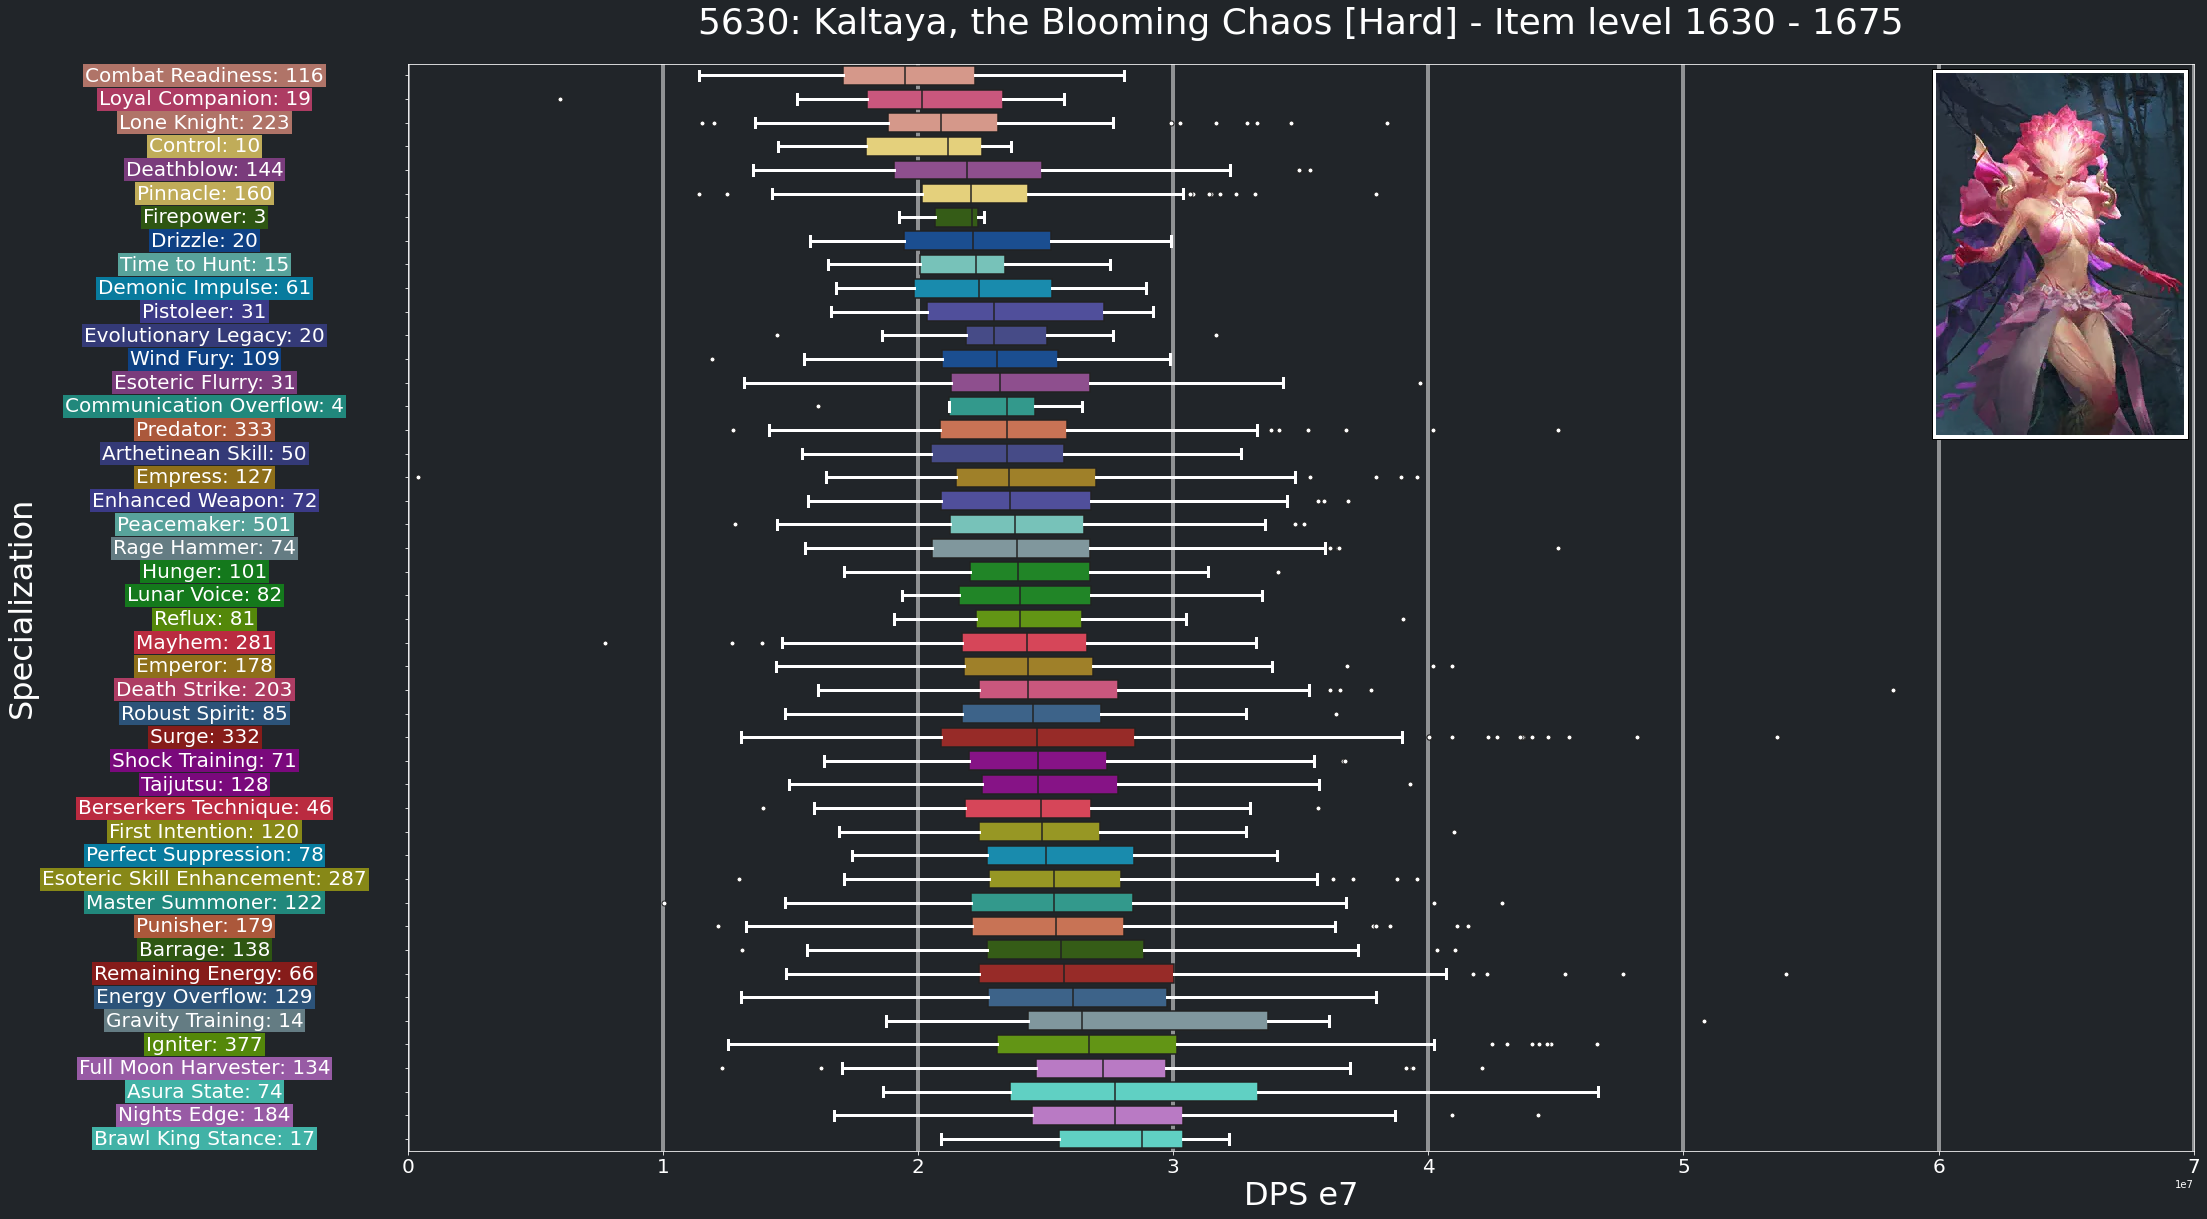 5630: Kaltaya, the Blooming Chaos [Hard] - Item level 1630 - 1675
Specialization
Combat Readiness: 116
Loyal Companion: 19
Lone Knight: 223
Control: 10
Deathblow: 144
Pinnacle: 160
Firepower: 3
Drizzle: 20
Time to Hunt: 15
Demonic Impulse: 61
Pistoleer: 31
Evolutionary Legacy: 20
Wind Fury: 109
Esoteric Flurry: 31
Communication Overflow: 4
Predator: 333
Arthetinean Skill: 50
Empress: 127
Enhanced Weapon: 72
Peacemaker: 501
Rage Hammer: 74
Hunger: 101
Lunar Voice: 82
Reflux: 81
Mayhem: 281
Emperor: 178
Death Strike: 203
Robust Spirit: 85
Surge: 332
Shock Training: 71
Taijutsu: 128
Berserkers Technique: 46
First Intention: 120
Perfect Suppression: 78
Esoteric Skill Enhancement: 287
Master Summoner: 122
Punisher: 179
Barrage: 138
Remaining Energy: 66
Energy Overflow: 129
Gravity Training: 14
Igniter: 377
Full Moon Harvester: 134
Asura State: 74
Nights Edge: 184
Brawl King Stance: 17
0 1 2 3 4 5 6 7
1e7
DPS e7